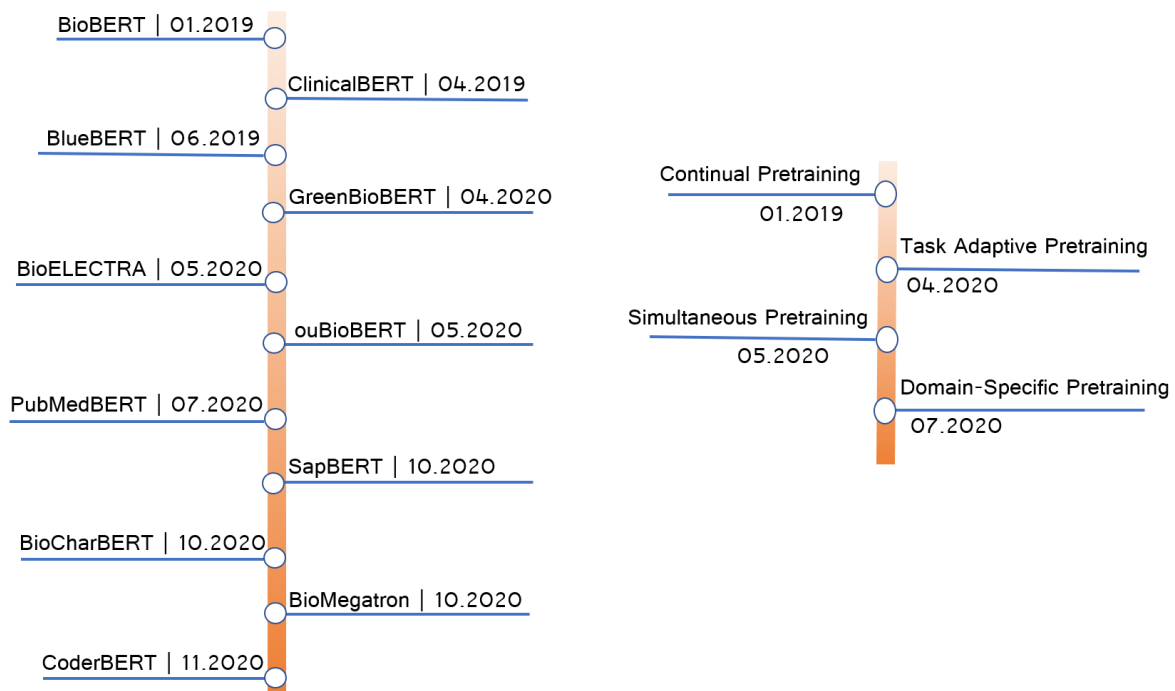 BioBERT | 01.2019
ClinicalBERT | 04.2019
BlueBERT | 06.2019
GreenBioBERT | 04.2020
BioELECTRA | 05.2020
ouBioBERT | 05.2020
PubMedBERT | 07.2020
SapBERT | 10.2020
BioCharBERT | 10.2020
BioMegatron | 10.2020
CoderBERT | 11.2020
Continual Pretraining
01.2019
Task Adaptive Pretraining
04.2020
Simultaneous Pretraining
05.2020
Domain-Specific Pretraining
07.2020